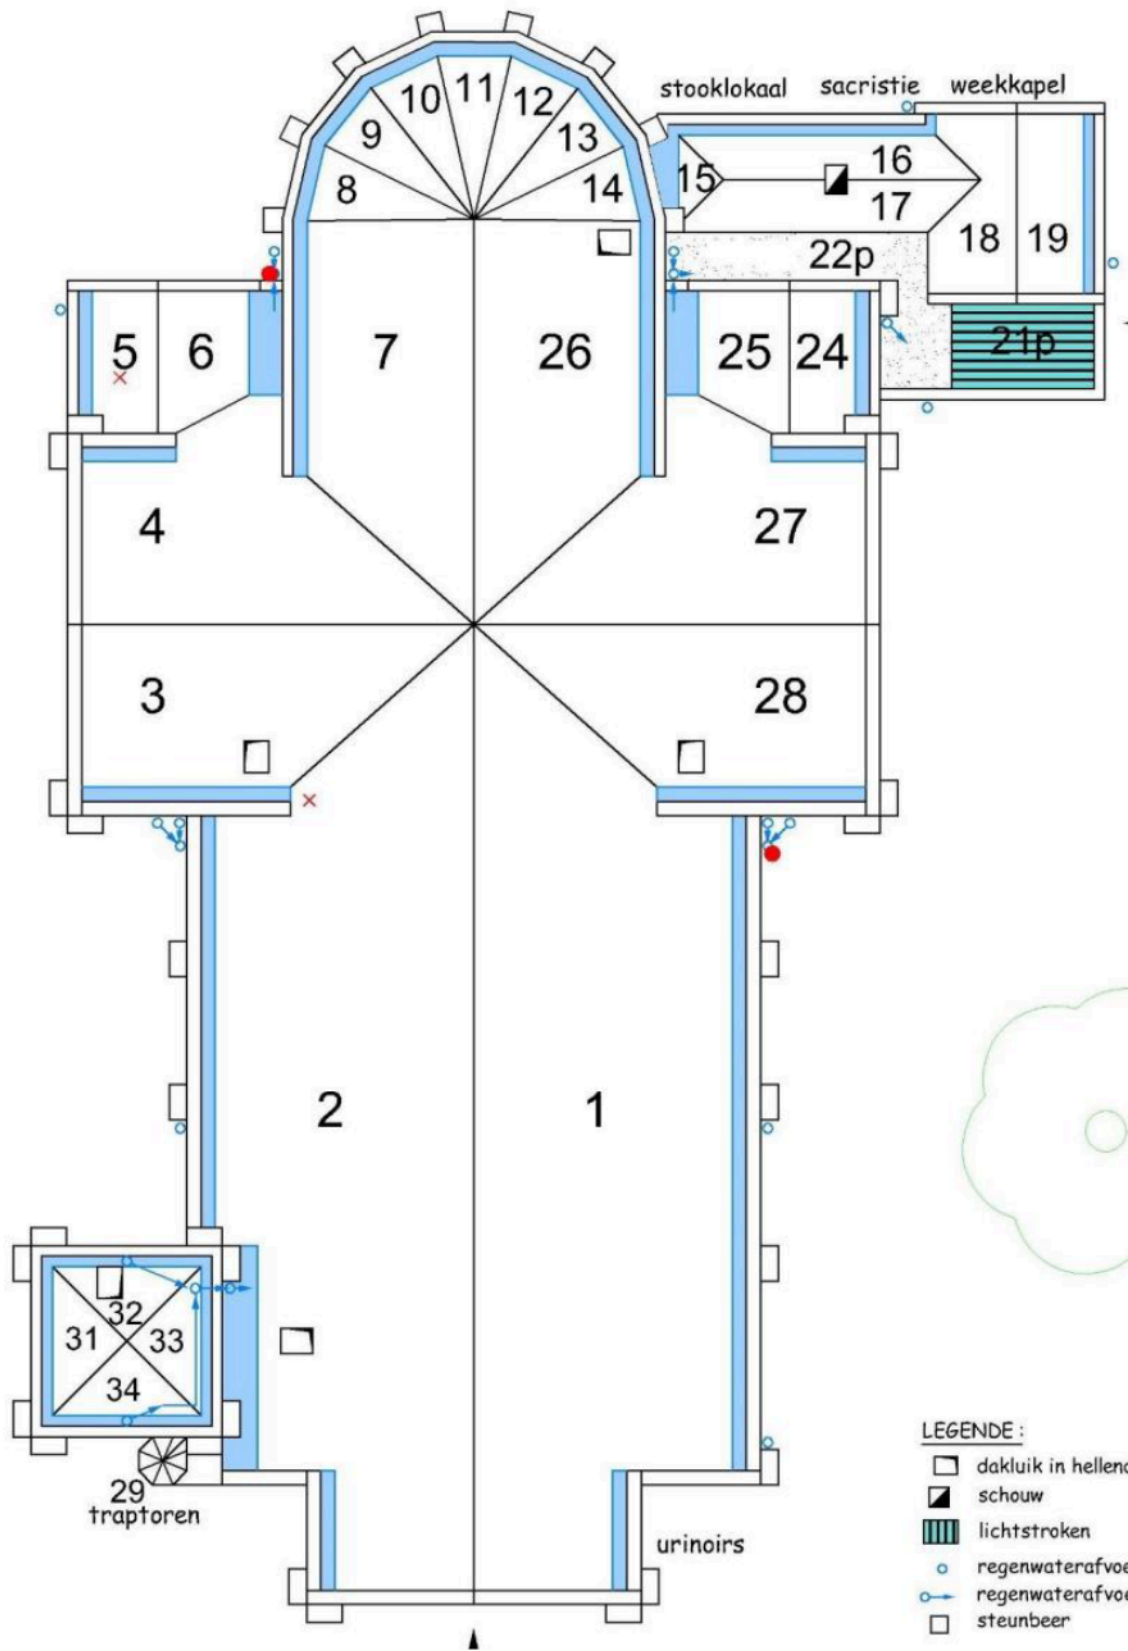 stooklokaal sacristie weekkapel
10 11 12
9 13
8 14
15 16
17
18 19
22p
5 6 7 26 25 24 21p
4 27
3 28
2 1
32
31 33
34
29
traptoren
urinoirs
LEGENDE :
dakluik in
schouw
lichtstroken
steunbeer